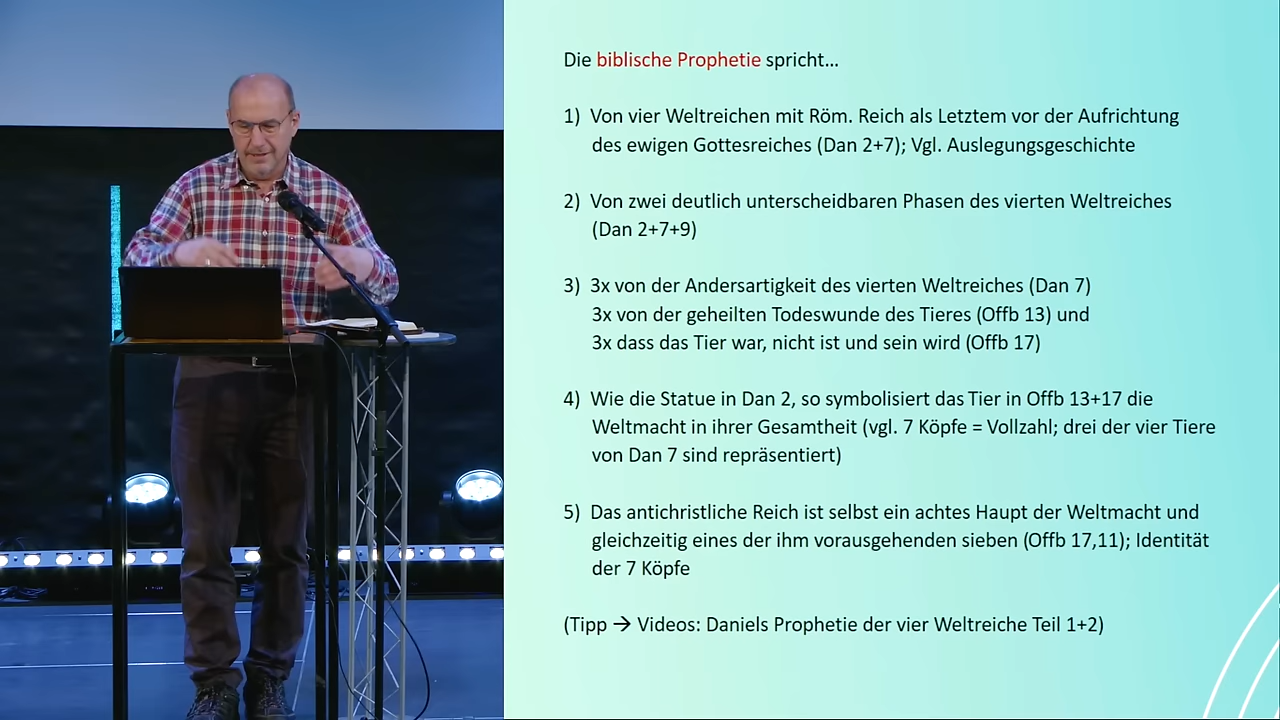 Die biblische Prophetie spricht...
1) Von vier Weltreichen mit Röm. Reich als Letztem vor der Aufrichtung
des ewigen Gottesreiches (Dan 2+7); Vgl. Auslegungsgeschichte
2) Von zwei deutlich unterscheidbaren Phasen des vierten Weltreiches
(Dan 2+7+9)
3) 3x von der Andersartigkeit des vierten Weltreiches (Dan 7)
3x von der geheilten Todeswunde des Tieres (Offb 13) und
3x dass das Tier war, nicht ist und sein wird (Offb 17)
4) Wie die Statue in Dan 2, so symbolisiert das Tier in Offb 13+17 die
Weltmacht in ihrer Gesamtheit (vgl. 7 Köpfe = Vollzahl; drei der vier Tiere
von Dan 7 sind repräsentiert)
5) Das antichristliche Reich ist selbst ein achtes Haupt der Weltmacht und
gleichzeitig eines der ihm vorausgehenden sieben (Offb 17,11); Identität
der 7 Köpfe
(Tipp → Videos: Daniels Prophetie der vier Weltreiche Teil 1+2)